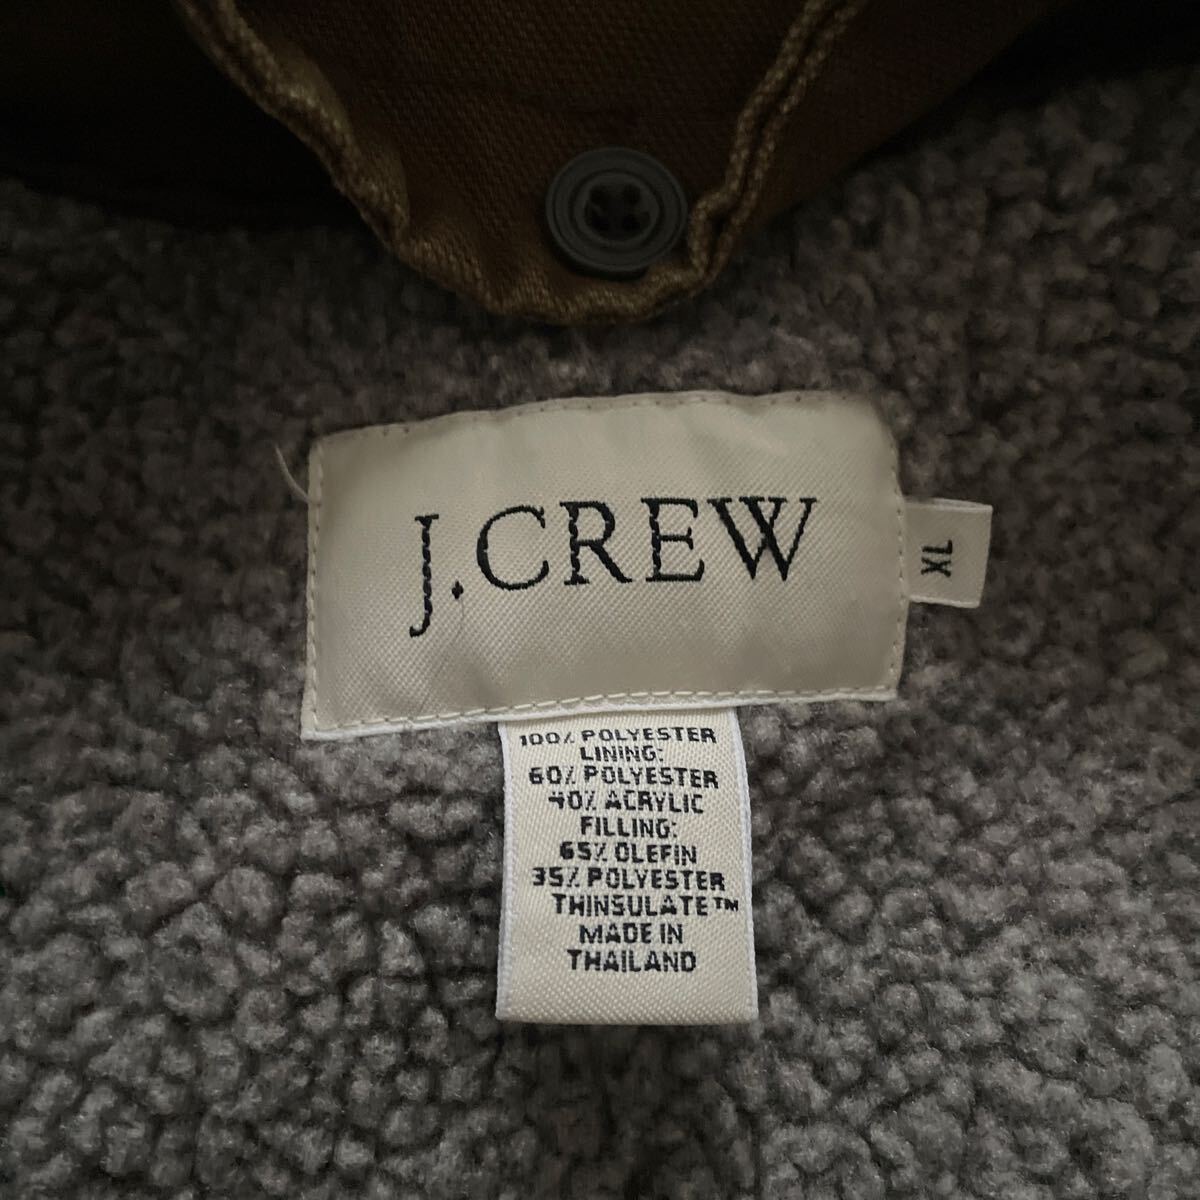 J.CREW
XL
100% POLYESTER
LINING:
60% POLYESTER
40% ACRYLIC
FILLING:
65% OLEFIN
35% POLYESTER
THINSULATE™
MADE IN
THAILAND